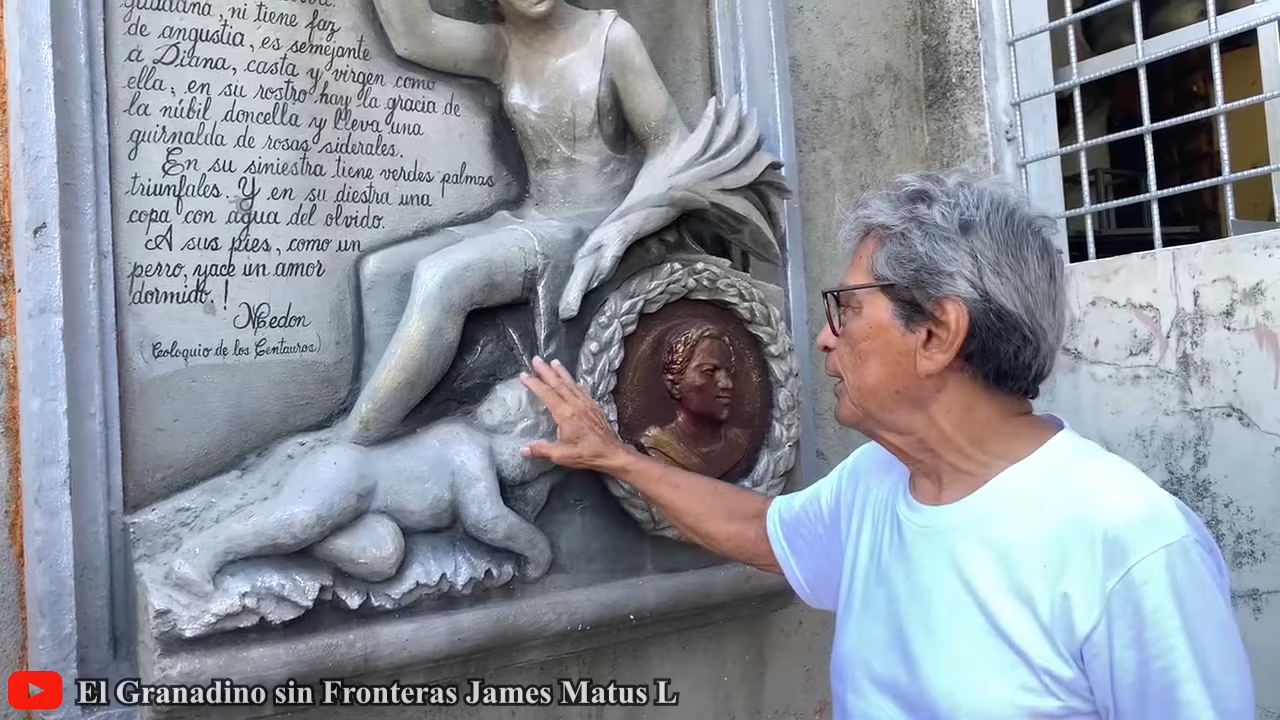 guadaña, ni tiene faz
de angustia, es semejante
a Diana, casta y virgen como
ella; en su rostro hay la gracia de
la núbil doncella y lleva una
guirnalda de rosas siderales.
En su siniestra tiene verdes palmas
triunfales. Y en su diestra una
copa con agua del olvido.
A sus pies, como un
perro, yace un amor
dormido.!
Medon
(Coloquio de los Centauros)
El Granadino sin Fronteras James Matus L